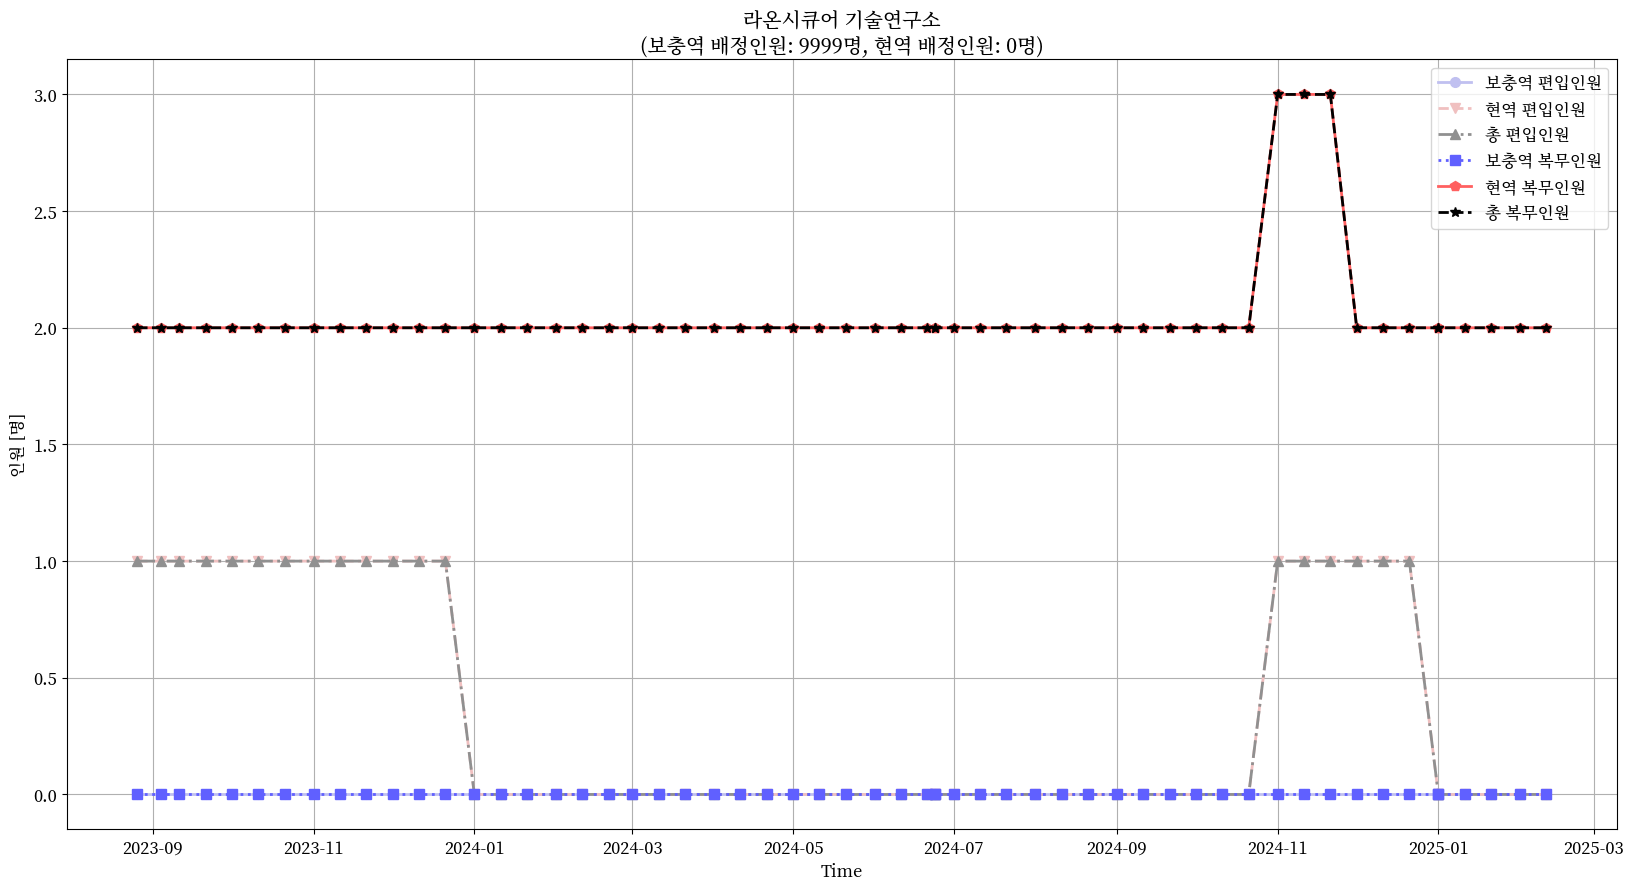 라온시큐어 기술연구소
(보충역 배정인원: 9999명, 현역 배정인원: 0명)
보충역 편입인원
현역 편입인원
총 편입인원
보충역 복무인원
현역 복무인원
총 복무인원
인원 [명]
3.0
2.5
2.0
1.5
1.0
0.5
0.0
2023-09
2023-11
2024-01
2024-03
2024-05
2024-07
2024-09
2024-11
2025-01
2025-03
Time